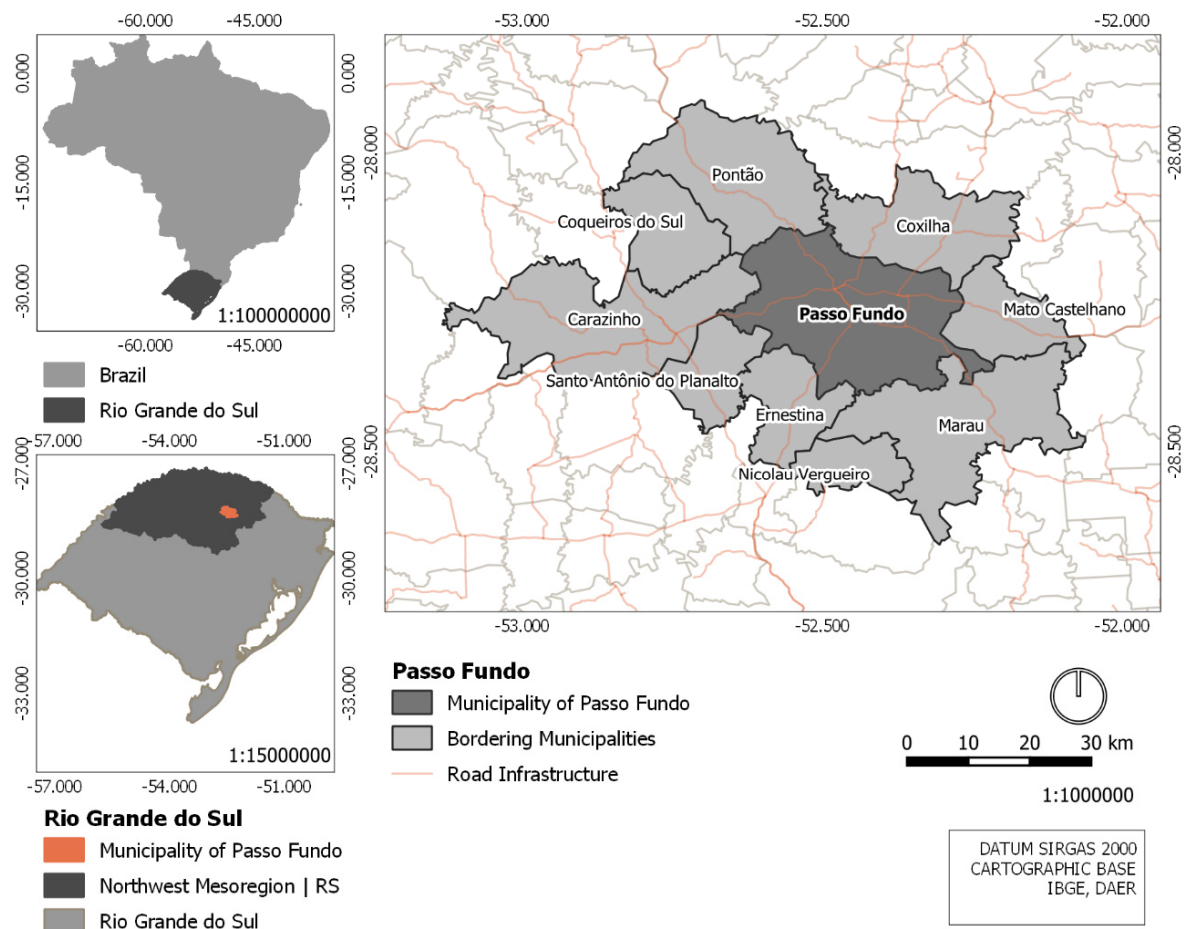 -60.000 -45.000
0.000 0.000
-15.000 -15.000
-30.000 -30.000
1:100000000
-60.000 -45.000
Brazil
Rio Grande do Sul
-57.000 -54.000 -51.000
-27.000 -27.000
-30.000 -30.000
-33.000 -33.000
1:15000000
-57.000 -54.000 -51.000
Rio Grande do Sul
Municipality of Passo Fundo
Northwest Mesoregion | RS
Rio Grande do Sul
-53.000 -52.500 -52.000
-28.000 -28.000
Pontão
Coqueiros do Sul
Coxilha
Carazinho
Passo Fundo
Mato Castelhano
Santo Antônio do Planalto
Ernestina
Marau
-28.500 -28.500
Nicolau Vergueiro
-53.000 -52.500 -52.000
Passo Fundo
Municipality of Passo Fundo
Bordering Municipalities
Road Infrastructure
0 10 20 30 km
1:1000000
DATUM SIRGAS 2000
CARTOGRAPHIC BASE
IBGE, DAER